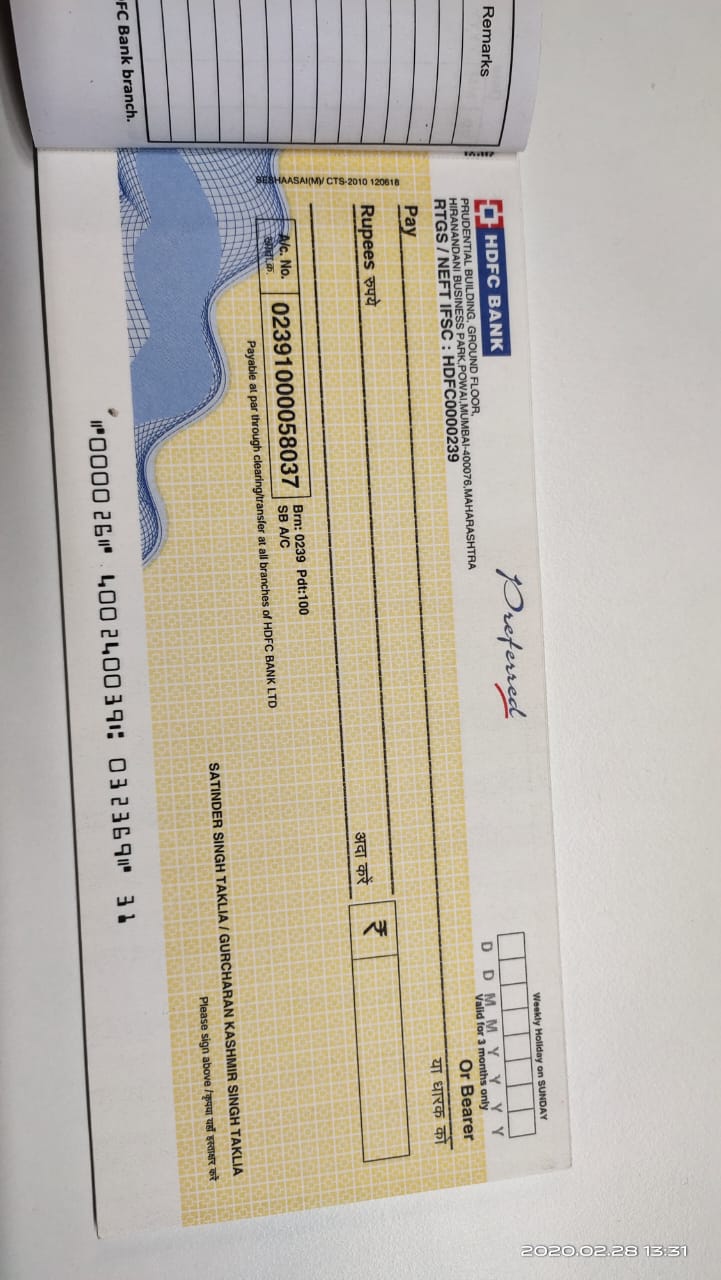 Remarks
FC Bank branch.
HDFC BANK
PRUDENTIAL BUILDING, GROUND FLOOR,
HIRANANDANI BUSINESS PARK,POWAI,MUMBAI-400076,MAHARASHTRA
RTGS / NEFT IFSC : HDFC0000239
Preferred
Weekly Holiday on SUNDAY
D D M M Y Y Y Y
Valid for 3 months only
Pay
Or Bearer
या धारक को
Rupees रुपये
अदा करें
₹
A/c. No.
02391000058037
Brn: 0239 Pdt:100
SB A/C
Payable at par through clearing/transfer at all branches of HDFC BANK LTD
SESHAASAI(M)/ CTS-2010 120618
SATINDER SINGH TAKLIA / GURCHARAN KASHMIR SINGH TAKLIA
Please sign above /कृपया यहाँ हस्ताक्षर करें
⑈000026⑈ 400240039⑆ 032369⑈ 31
2020.02.28 13:31